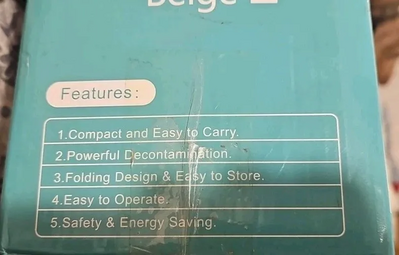 Beige
Features:
1.Compact and Easy to Carry.
2.Powerful Decontamination.
3.Folding Design & Easy to Store.
4.Easy to Operate.
5.Safety & Energy Saving.